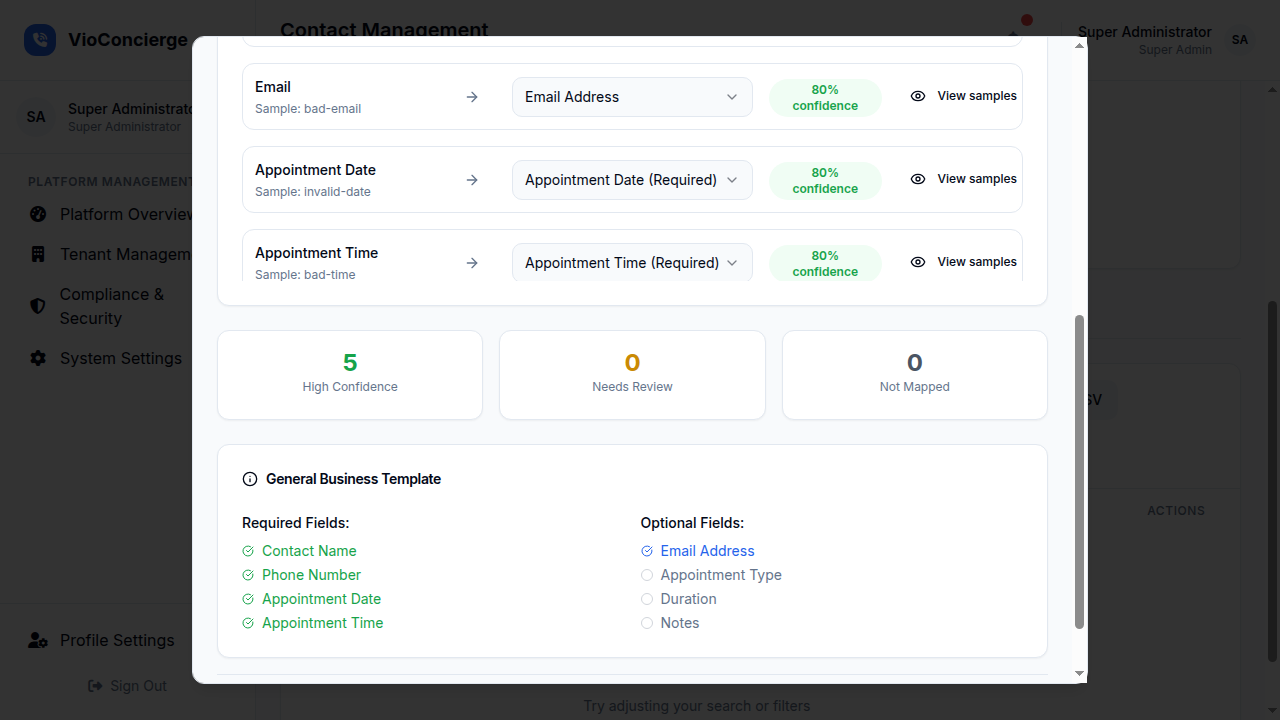 VioConcierge
Contact Management
Super Administrator
Super Admin
SA
SA
Super Administrato
Super Administrator
PLATFORM MANAGEMENT
Platform Overview
Tenant Managem
Compliance &
Security
System Settings
Profile Settings
Sign Out
Email
Sample: bad-email
Email Address
80%
confidence
View samples
Appointment Date
Sample: invalid-date
Appointment Date (Required)
80%
confidence
View samples
Appointment Time
Sample: bad-time
Appointment Time (Required)
80%
confidence
View samples
5
High Confidence
0
Needs Review
0
Not Mapped
General Business Template
Required Fields:
Contact Name
Phone Number
Appointment Date
Appointment Time
Optional Fields:
Email Address
Appointment Type
Duration
Notes
SV
ACTIONS
Try adjusting your search or filters